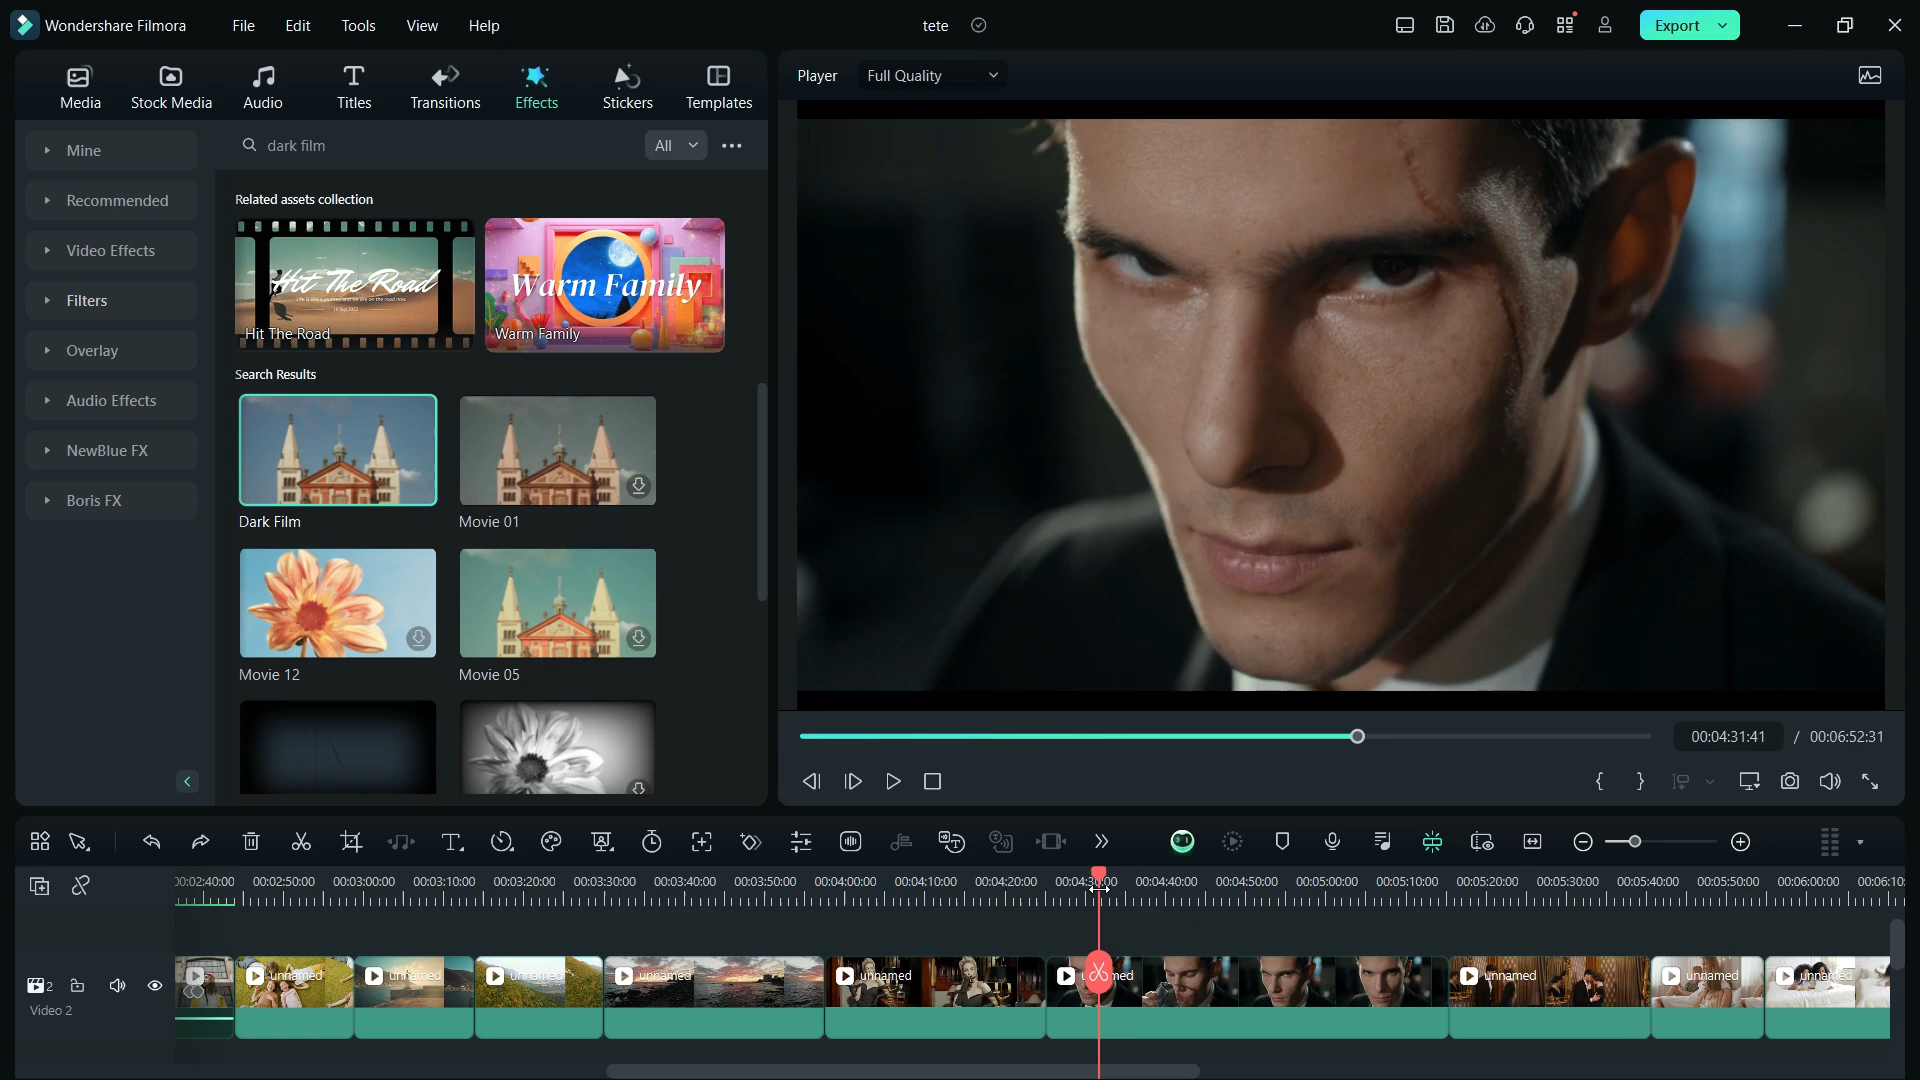 Wondershare Filmora
File
Edit
Tools
View
Help
tete
Export
Media
Stock Media
Audio
Titles
Transitions
Effects
Stickers
Templates
Player
Full Quality
Mine
Recommended
Video Effects
Filters
Overlay
Audio Effects
NewBlue FX
Boris FX
dark film
All
Related assets collection
Hit The Road
Hit The Road
Warm Family
Warm Family
Search Results
Dark Film
Movie 01
Movie 12
Movie 05
00:04:31:41 / 00:06:52:31
00:02:40:00 00:02:50:00 00:03:00:00 00:03:10:00 00:03:20:00 00:03:30:00 00:03:40:00 00:03:50:00 00:04:00:00 00:04:10:00 00:04:20:00 00:04:30:00 00:04:40:00 00:04:50:00 00:05:00:00 00:05:10:00 00:05:20:00 00:05:30:00 00:05:40:00 00:05:50:00 00:06:00:00 00:06:10:
2
unnamed unnamed unnamed unnamed unnamed med unnamed unnamed unnamed
Video 2